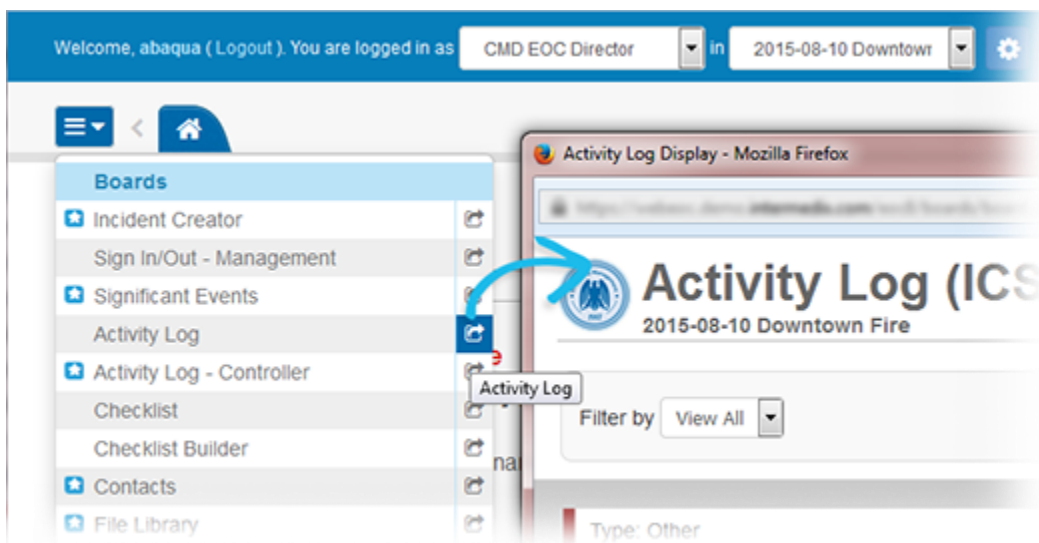 Welcome, abaqua ( Logout ). You are logged in as CMD EOC Director in 2015-08-10 Downtowr
Activity Log Display - Mozilla Firefox
Boards
Incident Creator
Sign In/Out - Management
Significant Events
Activity Log
Activity Log - Controller
Checklist
Checklist Builder
Contacts
File Library
Activity Log
Activity Log (ICS
2015-08-10 Downtown Fire
Filter by View All
Type: Other